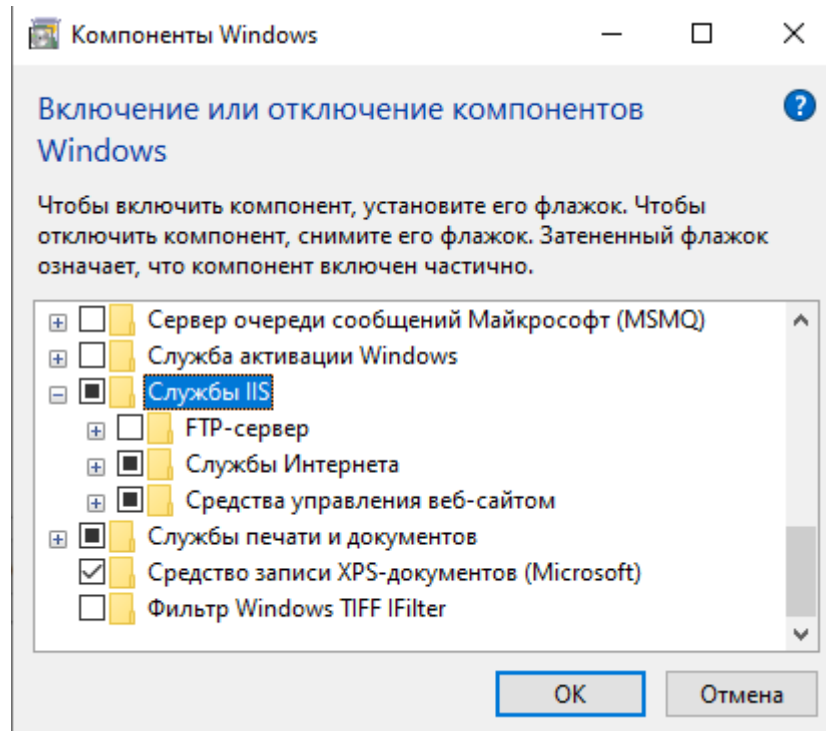 Компоненты Windows
Включение или отключение компонентов
Windows
Чтобы включить компонент, установите его флажок. Чтобы
отключить компонент, снимите его флажок. Затененный флажок
означает, что компонент включен частично.
Сервер очереди сообщений Майкрософт (MSMQ)
Служба активации Windows
Службы IIS
FTP-сервер
Службы Интернета
Средства управления веб-сайтом
Службы печати и документов
Средство записи XPS-документов (Microsoft)
Фильтр Windows TIFF IFilter
ОК
Отмена